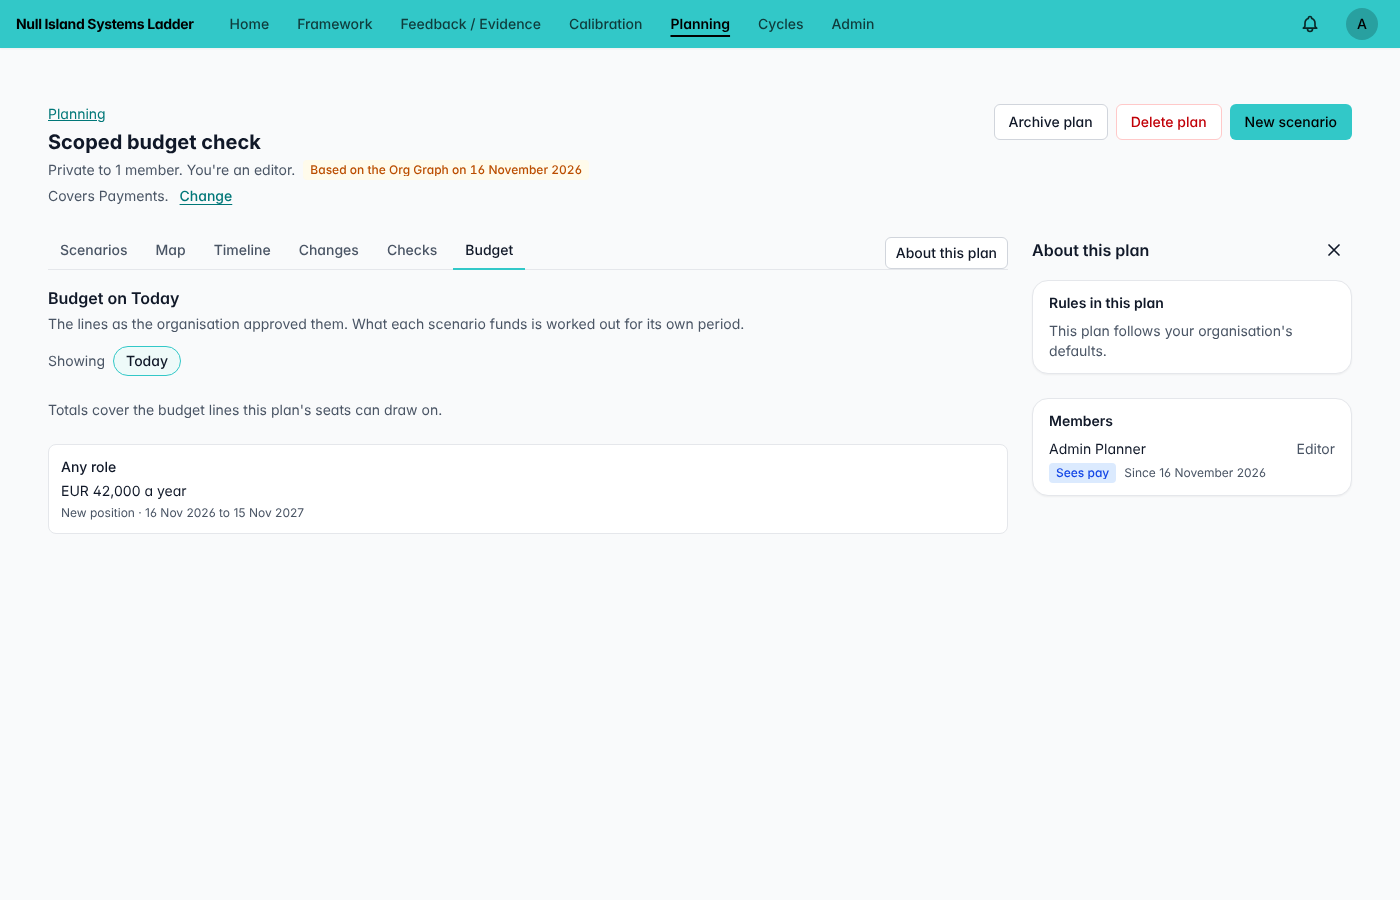 Null Island Systems Ladder
Home
Framework
Feedback / Evidence
Calibration
Planning
Cycles
Admin
A
Planning
Scoped budget check
Private to 1 member. You're an editor.
Based on the Org Graph on 16 November 2026
Covers Payments.
Change
Archive plan
Delete plan
New scenario
Scenarios
Map
Timeline
Changes
Checks
Budget
About this plan
Budget on Today
The lines as the organisation approved them. What each scenario funds is worked out for its own period.
Showing
Today
Totals cover the budget lines this plan's seats can draw on.
Any role
EUR 42,000 a year
New position · 16 Nov 2026 to 15 Nov 2027
About this plan
Rules in this plan
This plan follows your organisation's
defaults.
Members
Admin Planner
Editor
Sees pay
Since 16 November 2026